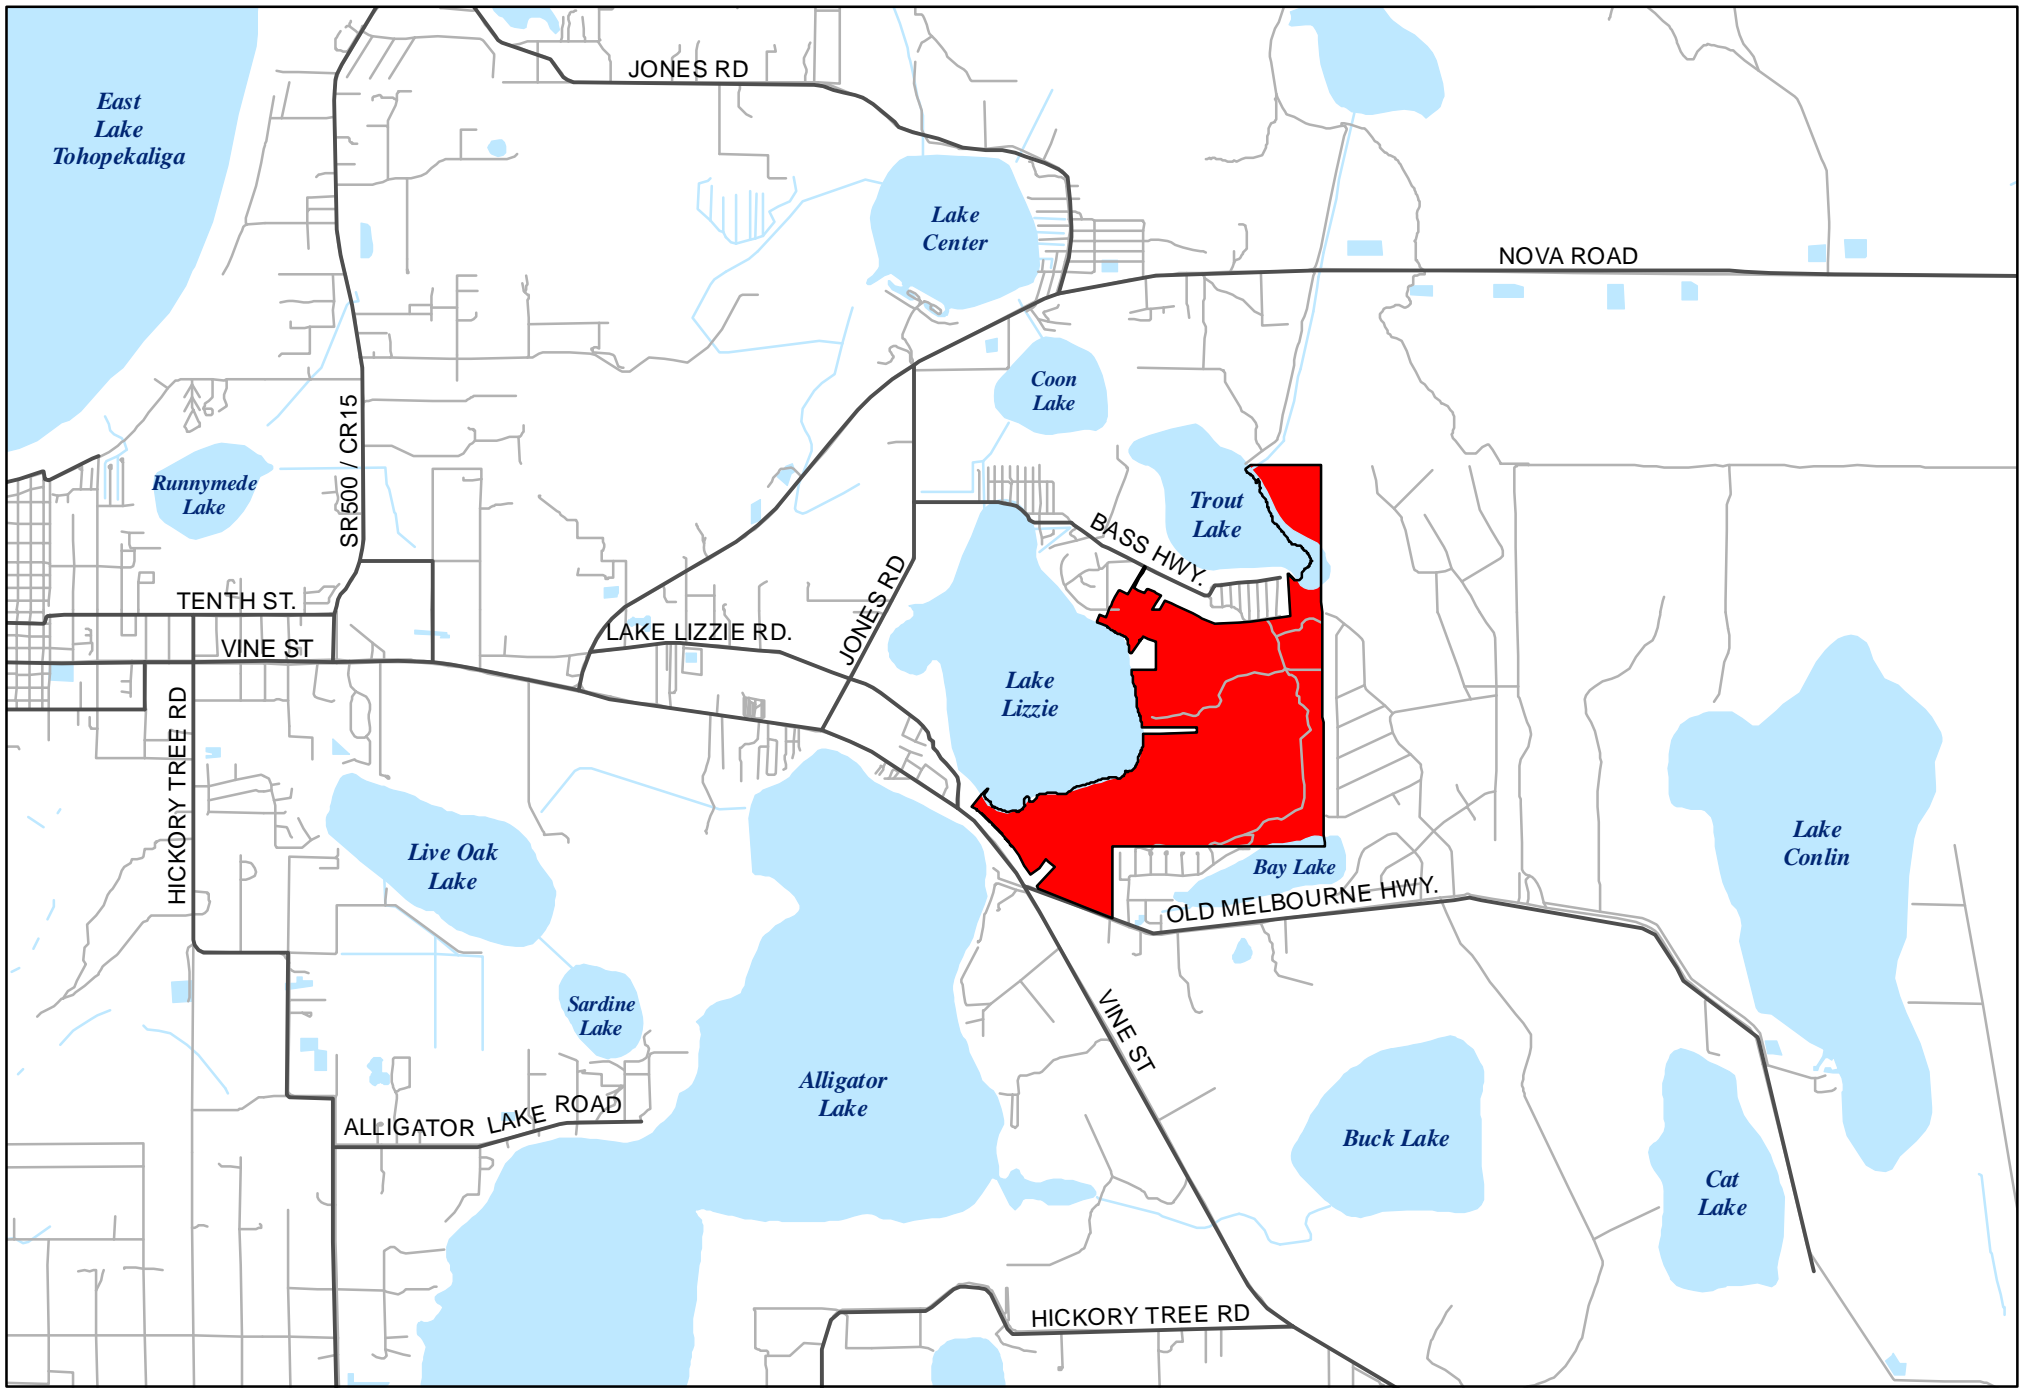 JONES RD
East
Lake
Tohopekaliga
Lake
Center
NOVA ROAD
Coon
Lake
SR500 / CR15
Runnymede
Lake
Trout
Lake
BASS HWY.
TENTH ST.
JONES RD
LAKE LIZZIE RD.
VINE ST
Lake
Lizzie
HICKORY TREE RD
Live Oak
Lake
Lake
Conlin
Bay Lake
OLD MELBOURNE HWY.
Sardine
Lake
VINE ST
Alligator
Lake
ALLIGATOR LAKE ROAD
Buck Lake
Cat
Lake
HICKORY TREE RD